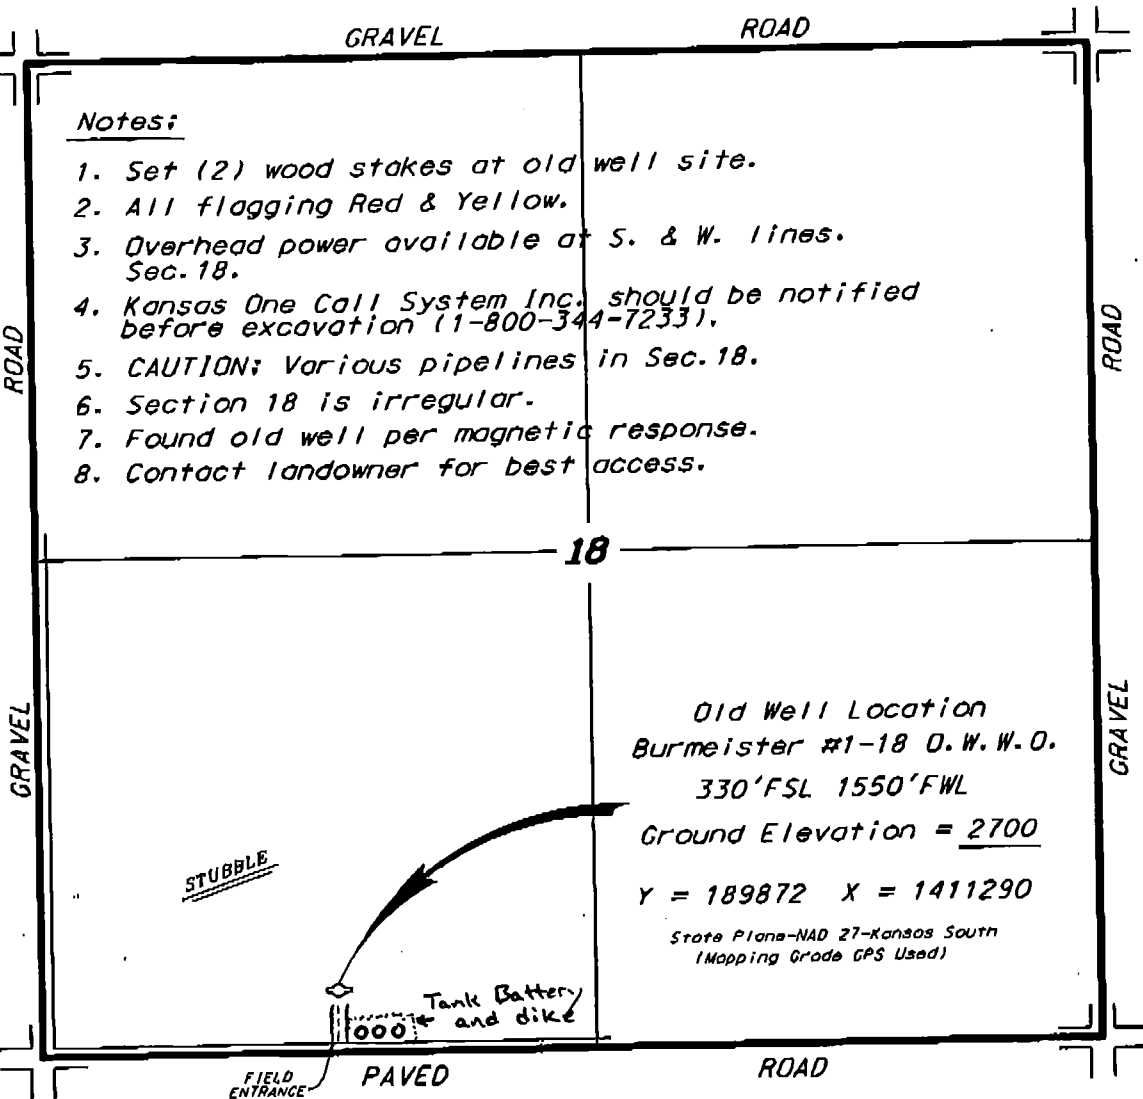 GRAVEL ROAD
Notes:
1. Set (2) wood stakes at old well site.
2. All flagging Red & Yellow.
3. Overhead power available at S. & W. lines.
Sec. 18.
4. Kansas One Call System Inc. should be notified
before excavation (1-800-344-7233).
5. CAUTION: Various pipelines in Sec. 18.
6. Section 18 is irregular.
7. Found old well per magnetic response.
8. Contact landowner for best access.
ROAD
ROAD
18
GRAVEL
GRAVEL
Old Well Location
Burmeister #1-18 O.W.W.O.
330'FSL 1550'FWL
Ground Elevation = 2700
Y = 189872 X = 1411290
State Plane-NAD 27-Kansas South
(Mapping Grade GPS Used)
STUBBLE
Tank Battery
and dike
FIELD
ENTRANCE
PAVED ROAD